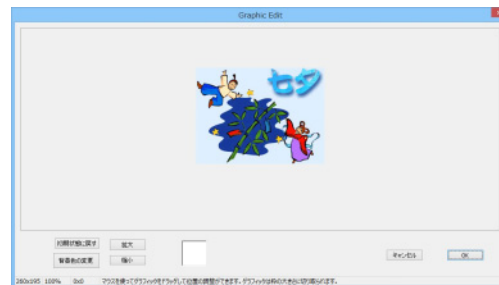 Graphic Edit
七夕
初期状態に戻す
拡大
背景色の変更
縮小
キャンセル
OK
260x195 100% 0x0 マウスを使ってグラフィックをドラッグして位置の調整ができます。グラフィックは枠の大きさに切り取られます。